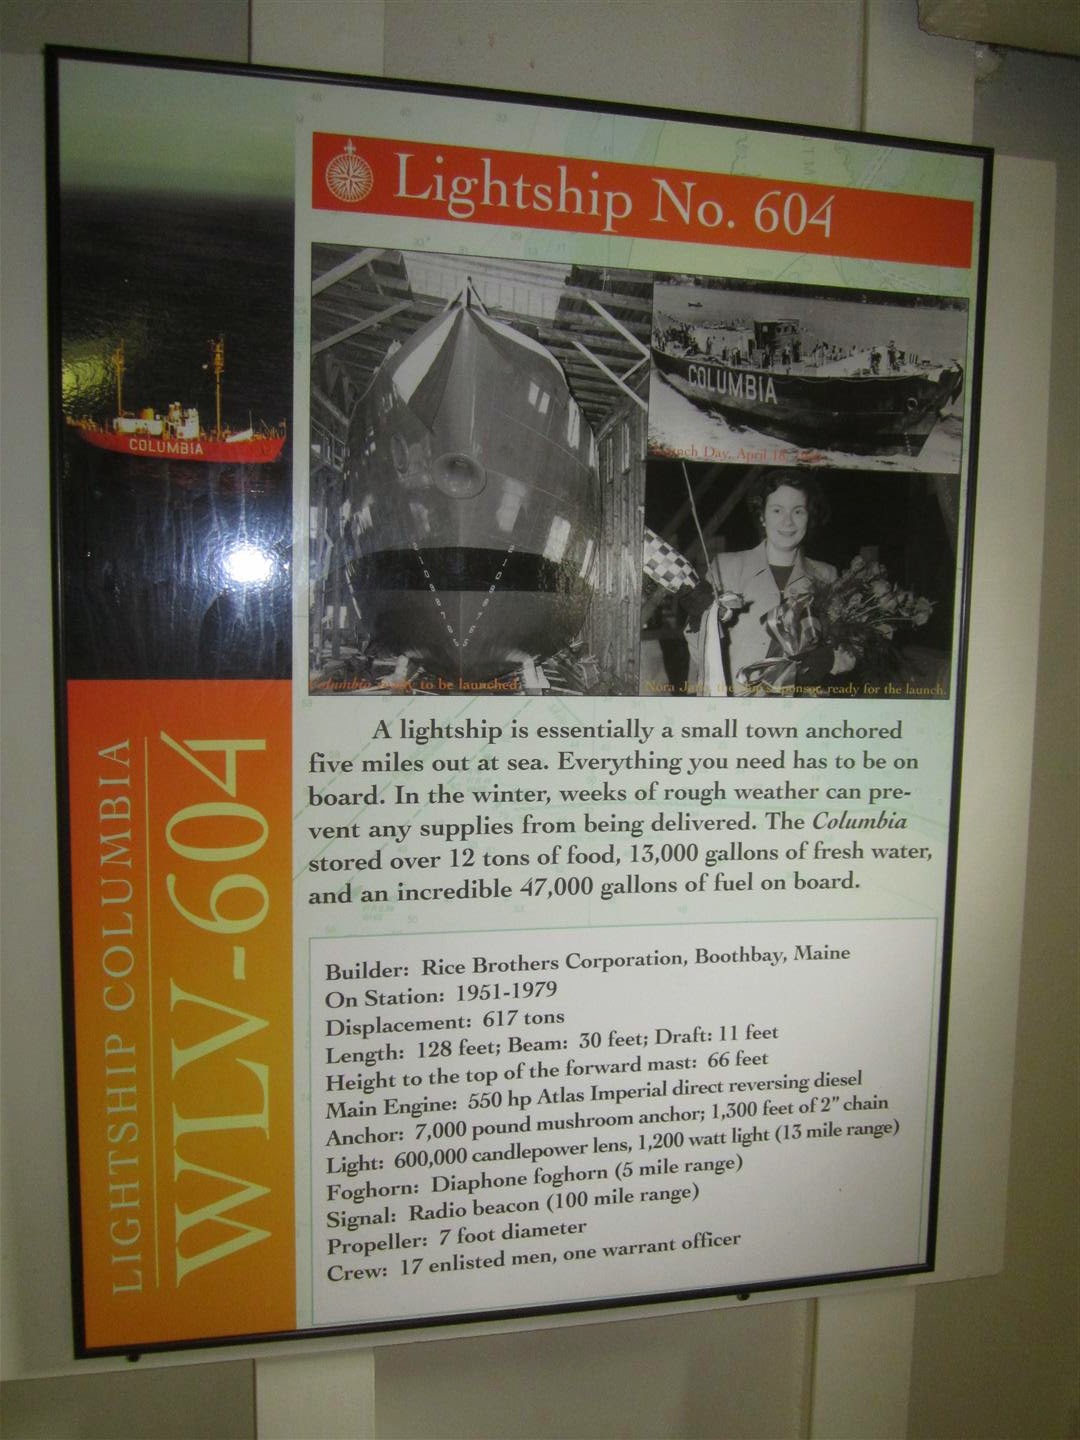 Lightship No. 604
COLUMBIA
COLUMBIA
Launch Day, April 18,
Columbia ready to be launched.
Nora sponsor, ready for the launch.
LIGHTSHIP COLUMBIA
WLV-604
A lightship is essentially a small town anchored
five miles out at sea. Everything you need has to be on
board. In the winter, weeks of rough weather can pre-
vent any supplies from being delivered. The Columbia
stored over 12 tons of food, 13,000 gallons of fresh water,
and an incredible 47,000 gallons of fuel on board.
Builder: Rice Brothers Corporation, Boothbay, Maine
On Station: 1951-1979
Displacement: 617 tons
Length: 128 feet; Beam: 30 feet; Draft: 11 feet
Height to the top of the forward mast: 66 feet
Main Engine: 550 hp Atlas Imperial direct reversing diesel
Anchor: 7,000 pound mushroom anchor; 1,300 feet of 2" chain
Light: 600,000 candlepower lens, 1,200 watt light (13 mile range)
Foghorn: Diaphone foghorn (5 mile range)
Signal: Radio beacon (100 mile range)
Propeller: 7 foot diameter
Crew: 17 enlisted men, one warrant officer